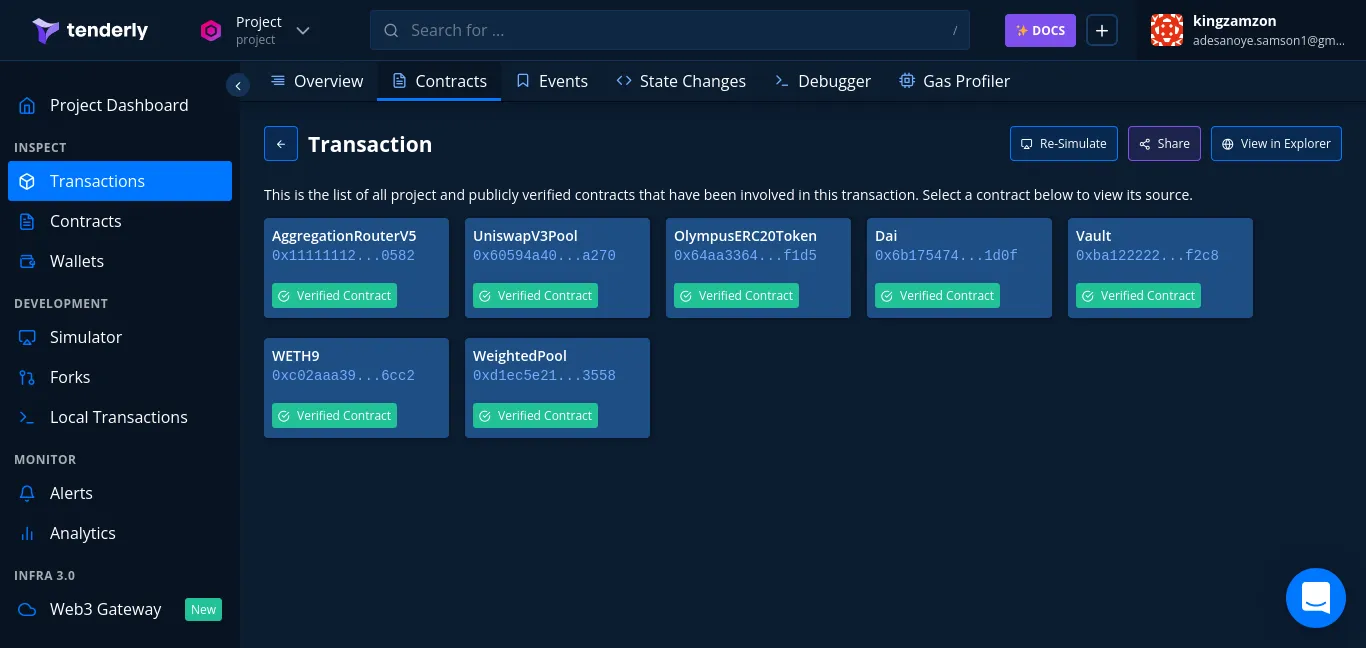 tenderly
Project
project
Search for ...
/
✨ DOCS
+
kingzamzon
adesanoye.samson1@gm...
Overview
Contracts
Events
State Changes
Debugger
Gas Profiler
Project Dashboard
INSPECT
Transactions
Contracts
Wallets
DEVELOPMENT
Simulator
Forks
Local Transactions
MONITOR
Alerts
Analytics
INFRA 3.0
Web3 Gateway New
Transaction
Re-Simulate
Share
View in Explorer
This is the list of all project and publicly verified contracts that have been involved in this transaction. Select a contract below to view its source.
AggregationRouterV5
0x11111112...0582
Verified Contract
UniswapV3Pool
0x60594a40...a270
Verified Contract
OlympusERC20Token
0x64aa3364...f1d5
Verified Contract
Dai
0x6b175474...1d0f
Verified Contract
Vault
0xba122222...f2c8
Verified Contract
WETH9
0xc02aaa39...6cc2
Verified Contract
WeightedPool
0xd1ec5e21...3558
Verified Contract